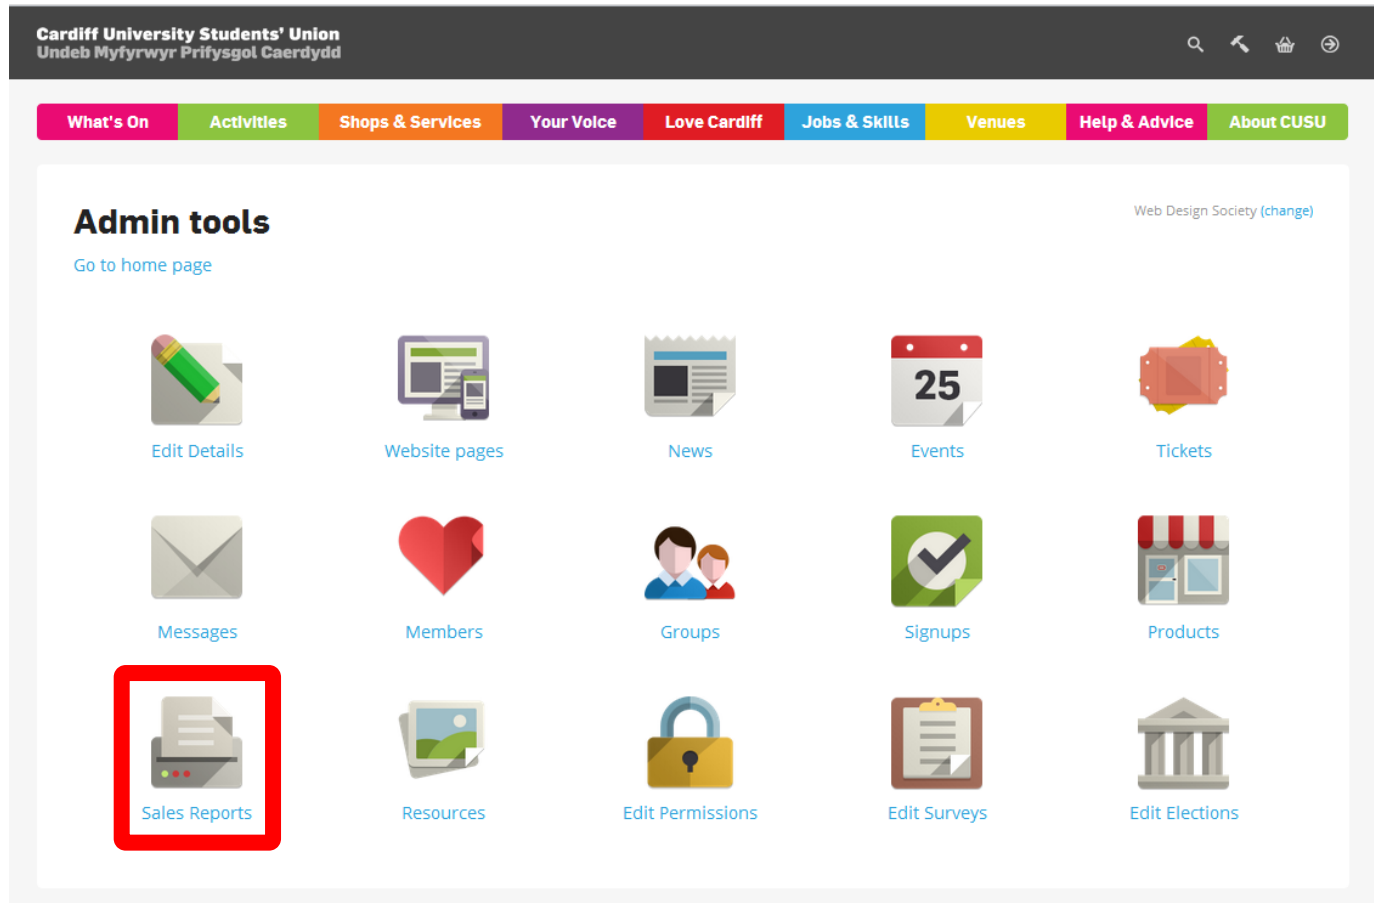 Cardiff University Students' Union
Undeb Myfyrwyr Prifysgol Caerdydd
What's On Activities Shops & Services Your Voice Love Cardiff Jobs & Skills Venues Help & Advice About CUSU
Admin tools
Web Design Society (change)
Go to home page
25
Edit Details Website pages News Events Tickets
Messages Members Groups Signups Products
Sales Reports Resources Edit Permissions Edit Surveys Edit Elections